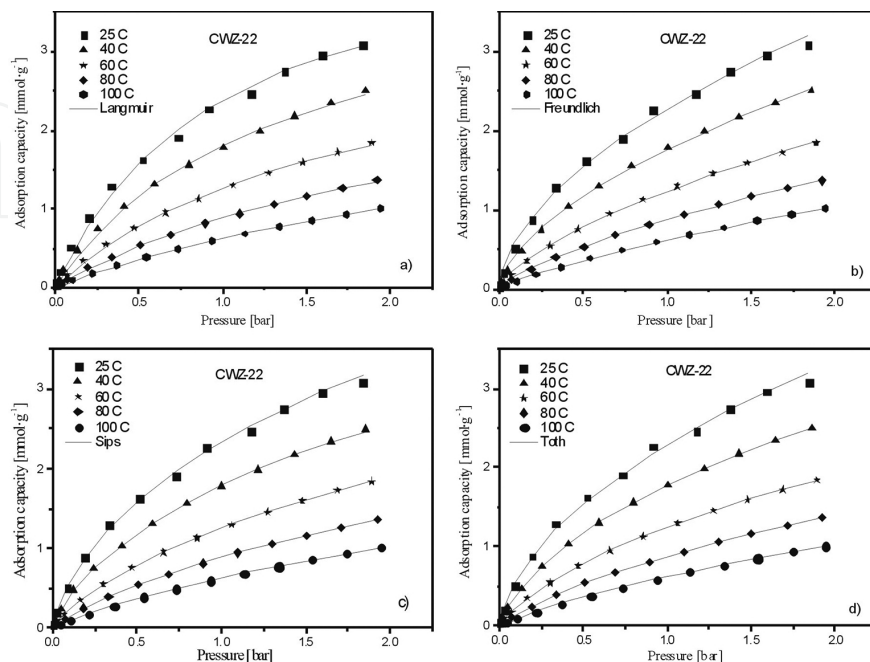 CWZ-22
25 C
40 C
60 C
80 C
100 C
Langmuir
Adsorption capacity [mmol·g⁻¹]
3
2
1
0
0.0
0.5
1.0
1.5
2.0
Pressure [bar]
a)
CWZ-22
25 C
40 C
60 C
80 C
100 C
Freundlich
Adsorption capacity [mmol·g⁻¹]
3
2
1
0
0.0
0.5
1.0
1.5
2.0
Pressure [bar]
b)
CWZ-22
25 C
40 C
60 C
80 C
100 C
Sips
Adsorption capacity [mmol·g⁻¹]
3
2
1
0
0.0
0.5
1.0
1.5
2.0
Pressure [bar]
c)
CWZ-22
25 C
40 C
60 C
80 C
100 C
Toth
Adsorption capacity [mmol·g⁻¹]
3
2
1
0
0.0
0.5
1.0
1.5
2.0
Pressure [bar]
d)